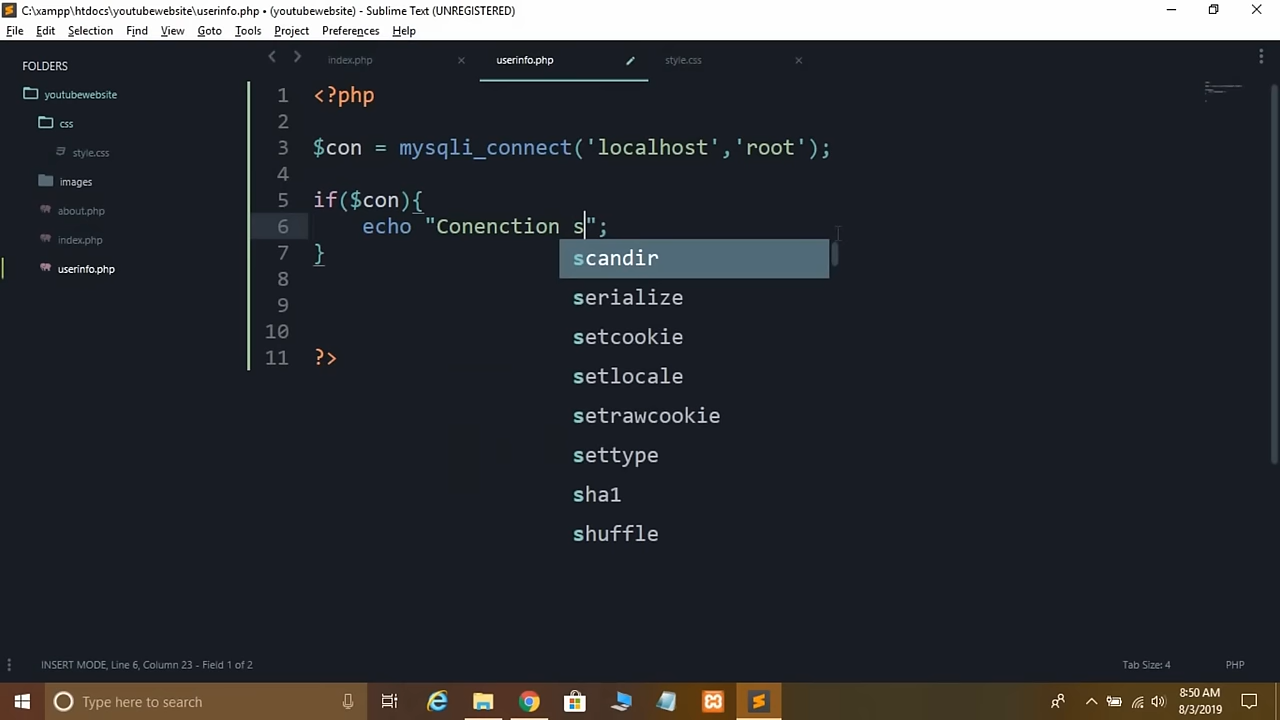 C:\xampp\htdocs\youtubewebsite\userinfo.php • (youtubewebsite) - Sublime Text (UNREGISTERED)
File Edit Selection Find View Goto Tools Project Preferences Help
FOLDERS
youtubewebsite
css
style.css
images
about.php
index.php
userinfo.php
index.php userinfo.php style.css
1 <?php
2
3 $con = mysqli_connect('localhost','root');
4
5 if($con){
6 echo "Conenction s";
7 }
8
9
10
11 ?>
scandir
serialize
setcookie
setlocale
setrawcookie
settype
sha1
shuffle
INSERT MODE, Line 6, Column 23 - Field 1 of 2 Tab Size: 4 PHP
Type here to search
8:50 AM
8/3/2019